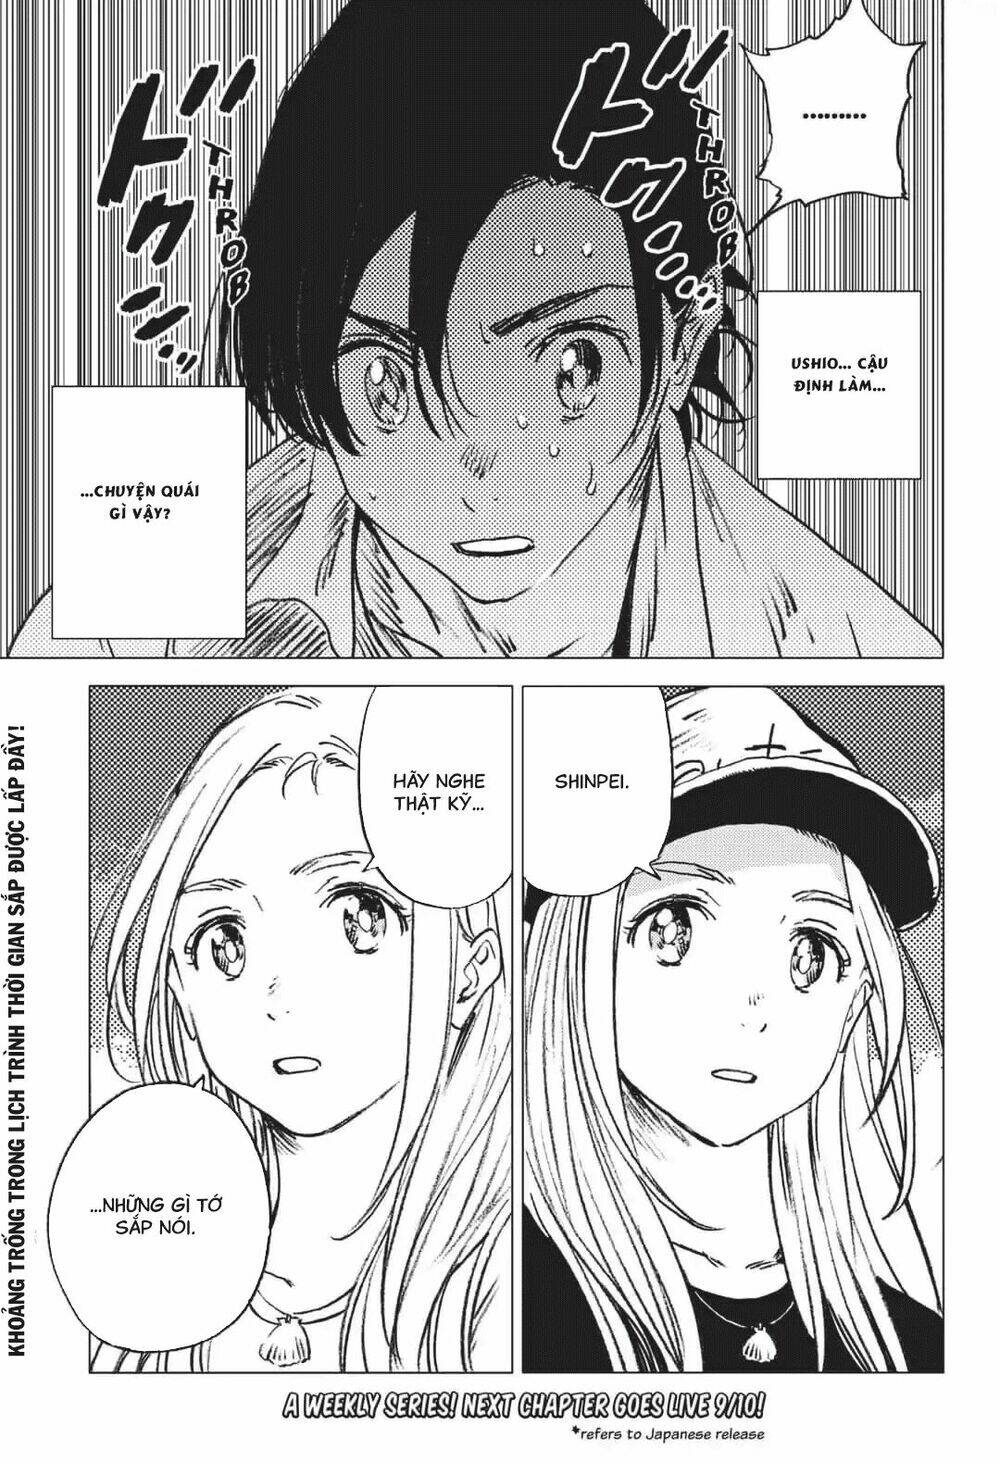 .........
ドクン
THROB
ドクン
THROB
USHIO... CẬU
ĐỊNH LÀM...
...CHUYỆN QUÁI
GÌ VẬY?
SHINPEI.
HÃY NGHE
THẬT KỸ...
...NHỮNG GÌ TỚ
SẮP NÓI.
KHOẢNG TRỐNG TRONG LỊCH TRÌNH THỜI GIAN SẮP ĐƯỢC LẤP ĐẦY!
A WEEKLY SERIES! NEXT CHAPTER GOES LIVE 9/10!
*refers to Japanese release